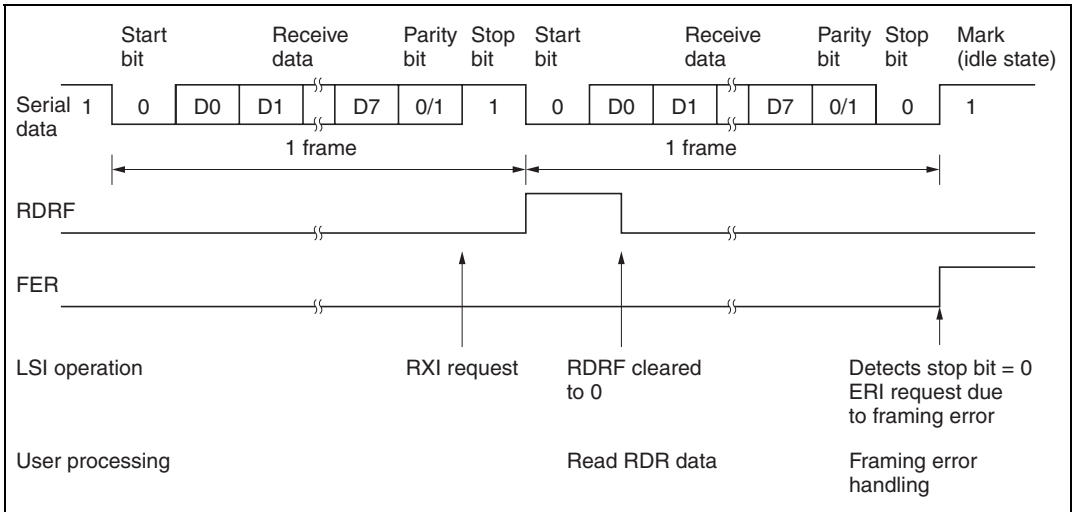 Start bit
Receive data
Parity bit
Stop bit
Start bit
Receive data
Parity bit
Stop bit
Mark (idle state)
Serial data
1 0 D0 D1 D7 0/1 1 0 D0 D1 D7 0/1 0 1
1 frame 1 frame
RDRF
FER
LSI operation
RXI request
RDRF cleared
to 0
Detects stop bit = 0
ERI request due
to framing error
User processing
Read RDR data
Framing error
handling